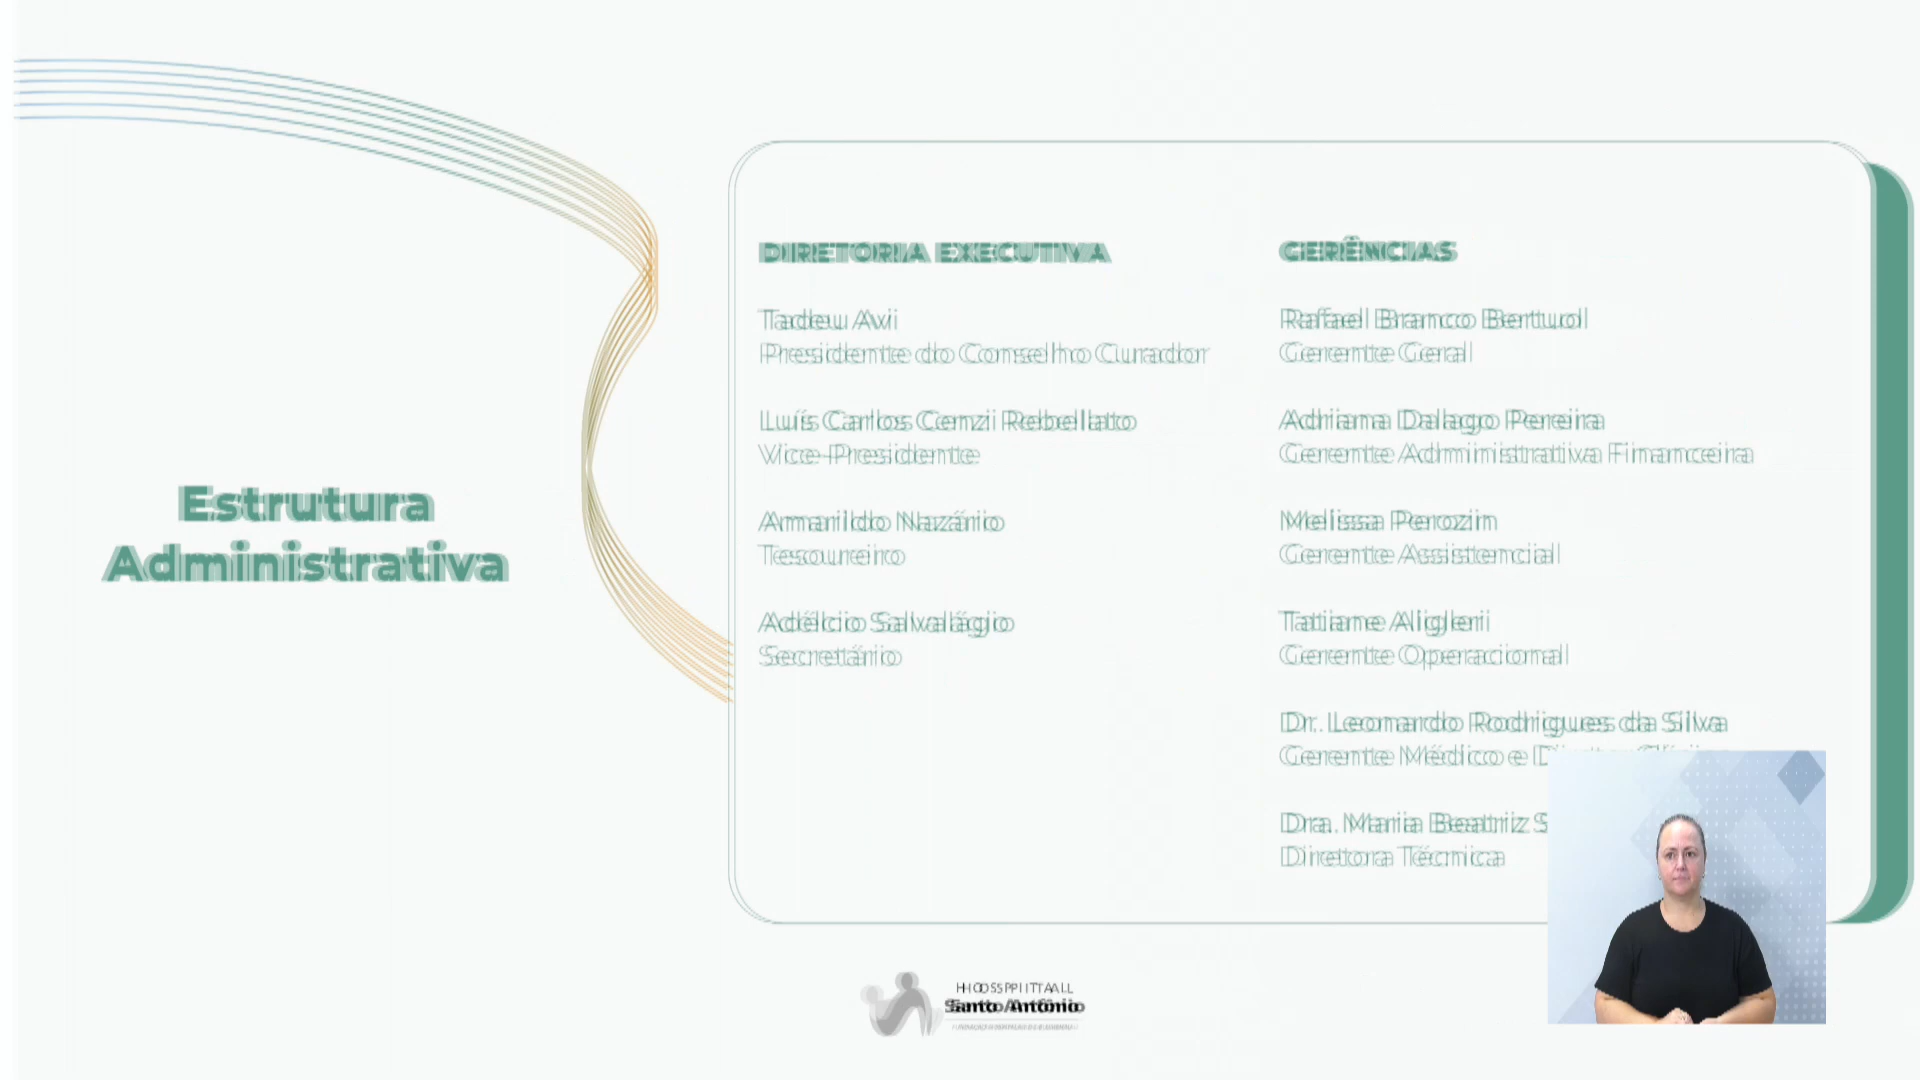 Estrutura
Administrativa
DIRETORIA EXECUTIVA
Tadeu Avi
Presidente do Conselho Curador
Luís Carlos Cenzi Rebellato
Vice-Presidente
Amarildo Nazário
Tesoureiro
Adélcio Salvalágio
Secretário
GERÊNCIAS
Rafael Branco Bertuol
Gerente Geral
Adriana Dalago Pereira
Gerente Administrativa Financeira
Melissa Perozin
Gerente Assistencial
Tatiane Aligleri
Gerente Operacional
Dr. Leonardo Rodrigues da Silva
Gerente Médico e
Dra. Maria Beatriz
Diretora Técnica
HOSPITAL
Santo Antônio